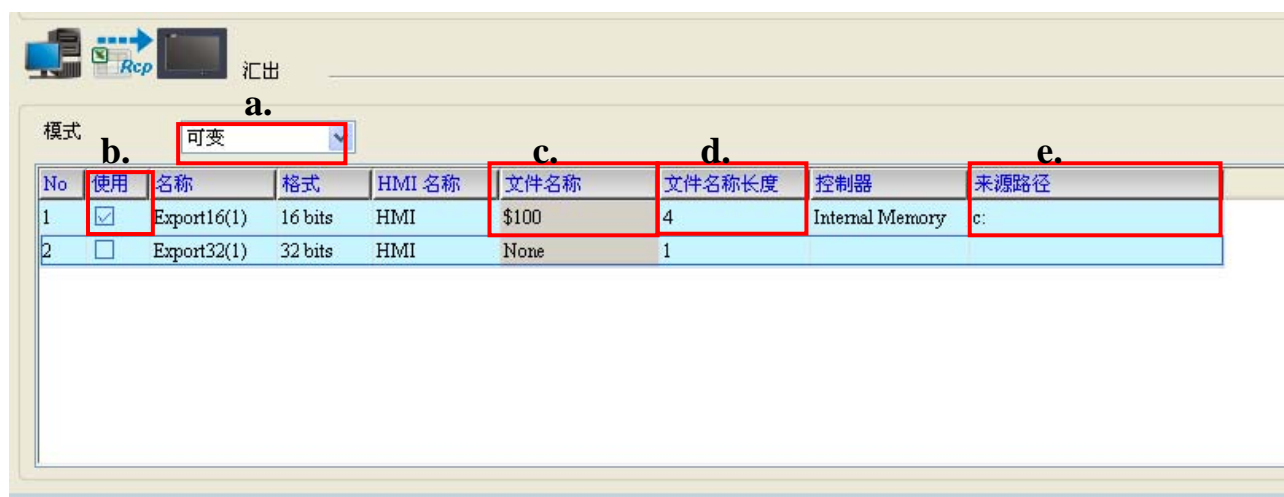 Rcp
汇出
a.
模式 可变
b. c. d. e.
No 使用 名称 格式 HMI 名称 文件名称 文件名称长度 控制器 来源路径
1 Export16(1) 16 bits HMI $100 4 Internal Memory c:
2 Export32(1) 32 bits HMI None 1